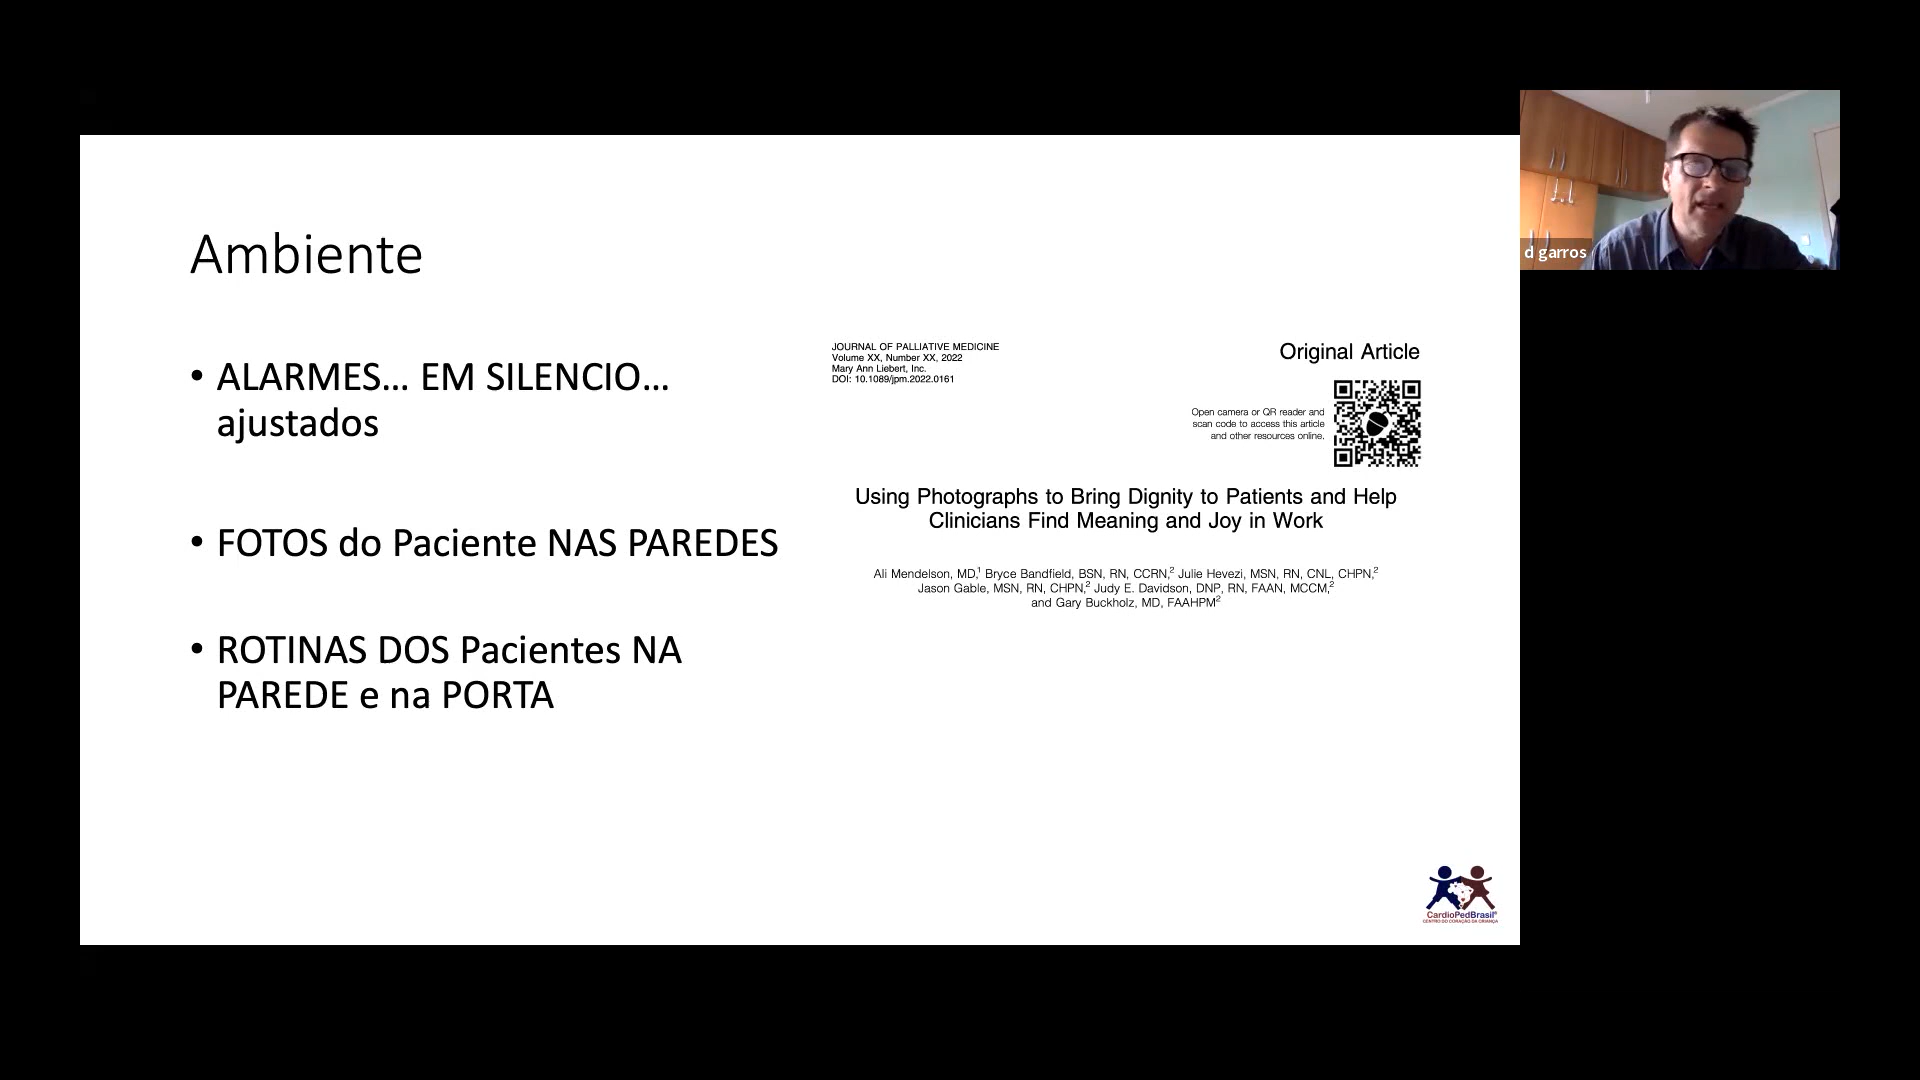 Ambiente
• ALARMES... EM SILENCIO...
ajustados
• FOTOS do Paciente NAS PAREDES
• ROTINAS DOS Pacientes NA
PAREDE e na PORTA
JOURNAL OF PALLIATIVE MEDICINE
Volume XX, Number XX, 2022
Mary Ann Liebert, Inc.
DOI: 10.1089/jpm.2022.0161
Original Article
Open camera or QR reader and
scan code to access this article
and other resources online.
Using Photographs to Bring Dignity to Patients and Help
Clinicians Find Meaning and Joy in Work
Ali Mendelson, MD,1 Bryce Bandfield, BSN, RN, CCRN,2 Julie Hevezi, MSN, RN, CNL, CHPN,2
Jason Gable, MSN, RN, CHPN,2 Judy E. Davidson, DNP, RN, FAAN, MCCM,2
and Gary Buckholz, MD, FAAHPM2
d garros
CardioPedBrasil®
CENTRO DO CORAÇÃO DA CRIANÇA